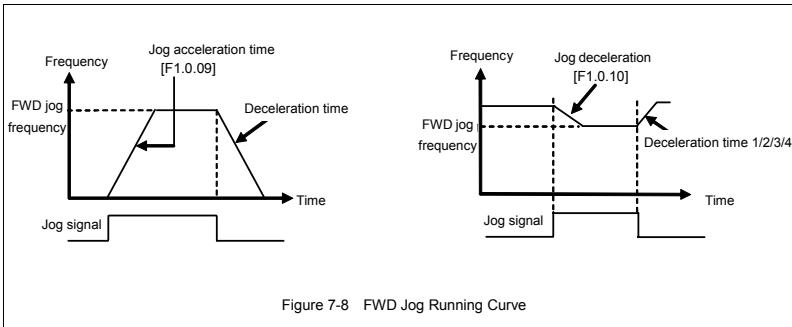 Jog acceleration time
[F1.0.09]
Frequency
FWD jog
frequency
Deceleration time
Time
Jog signal
Frequency
Jog deceleration
[F1.0.10]
FWD jog
frequency
Deceleration time 1/2/3/4
Time
Jog signal
Figure 7-8 FWD Jog Running Curve